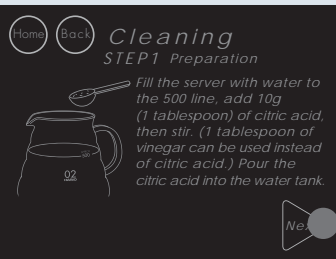 Home Back Cleaning
STEP1 Preparation
Fill the server with water to
the 500 line, add 10g
(1 tablespoon) of citric acid,
then stir. (1 tablespoon of
vinegar can be used instead
of citric acid.) Pour the
citric acid into the water tank.
02